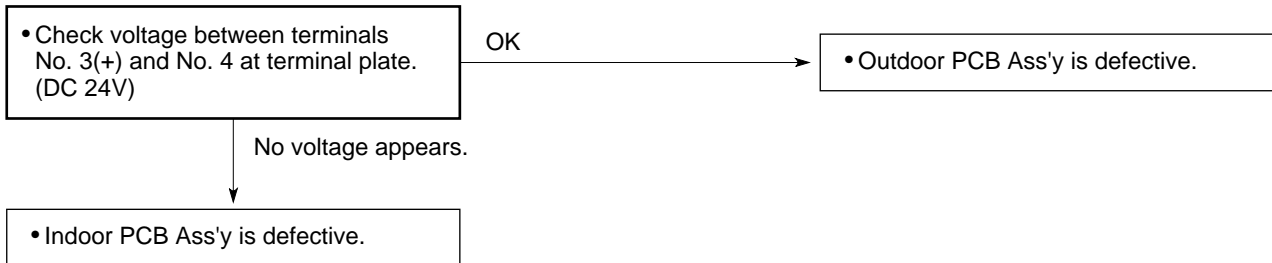 • Check voltage between terminals
No. 3(+) and No. 4 at terminal plate.
(DC 24V)
OK
• Outdoor PCB Ass'y is defective.
No voltage appears.
• Indoor PCB Ass'y is defective.